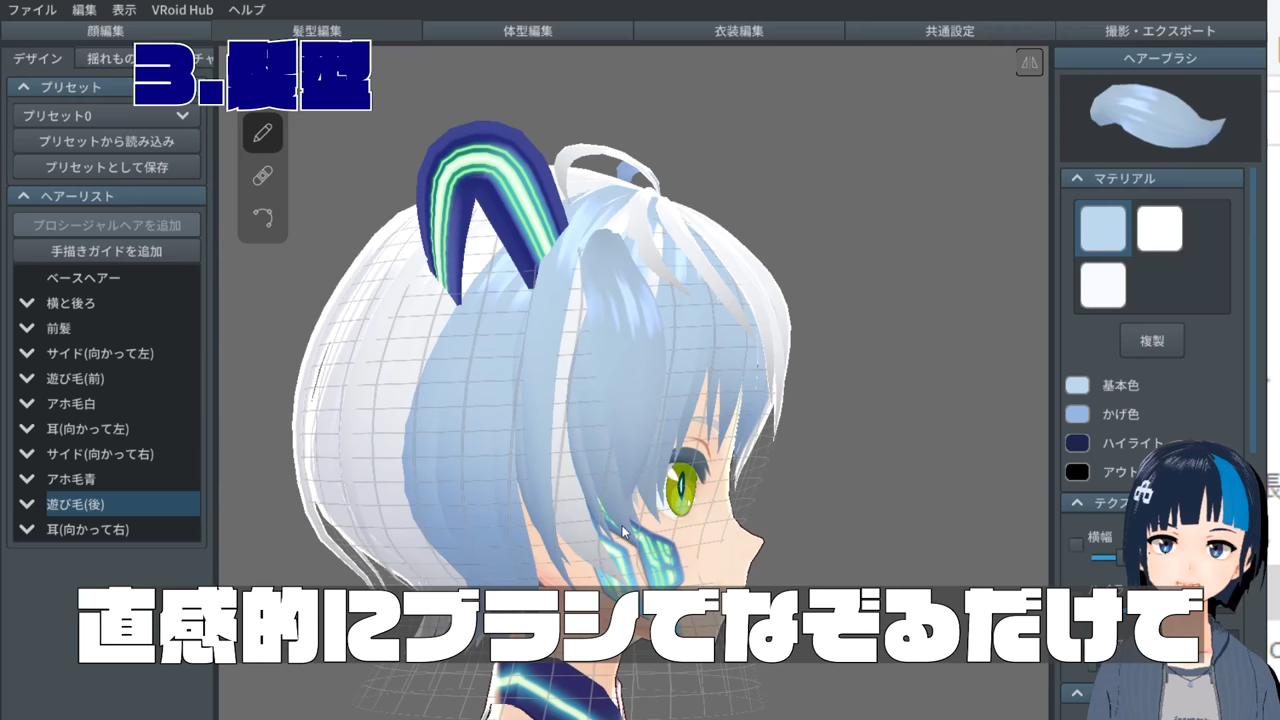 ファイル 編集 表示 VRoid Hub ヘルプ
顔編集 髪型編集 体型編集 衣装編集 共通設定 撮影・エクスポート
デザイン 揺れもの
3.髪型
プリセット
プリセット0
プリセットから読み込み
プリセットとして保存
ヘアーリスト
プロシージャルヘアを追加
手描きガイドを追加
ベースヘアー
横と後ろ
前髪
サイド(向かって左)
遊び毛(前)
アホ毛白
耳(向かって左)
サイド(向かって右)
アホ毛青
遊び毛(後)
耳(向かって右)
ヘアーブラシ
マテリアル
複製
基本色
かげ色
ハイライト
アウト
テクス
横幅
直感的にブラシでなぞるだけで